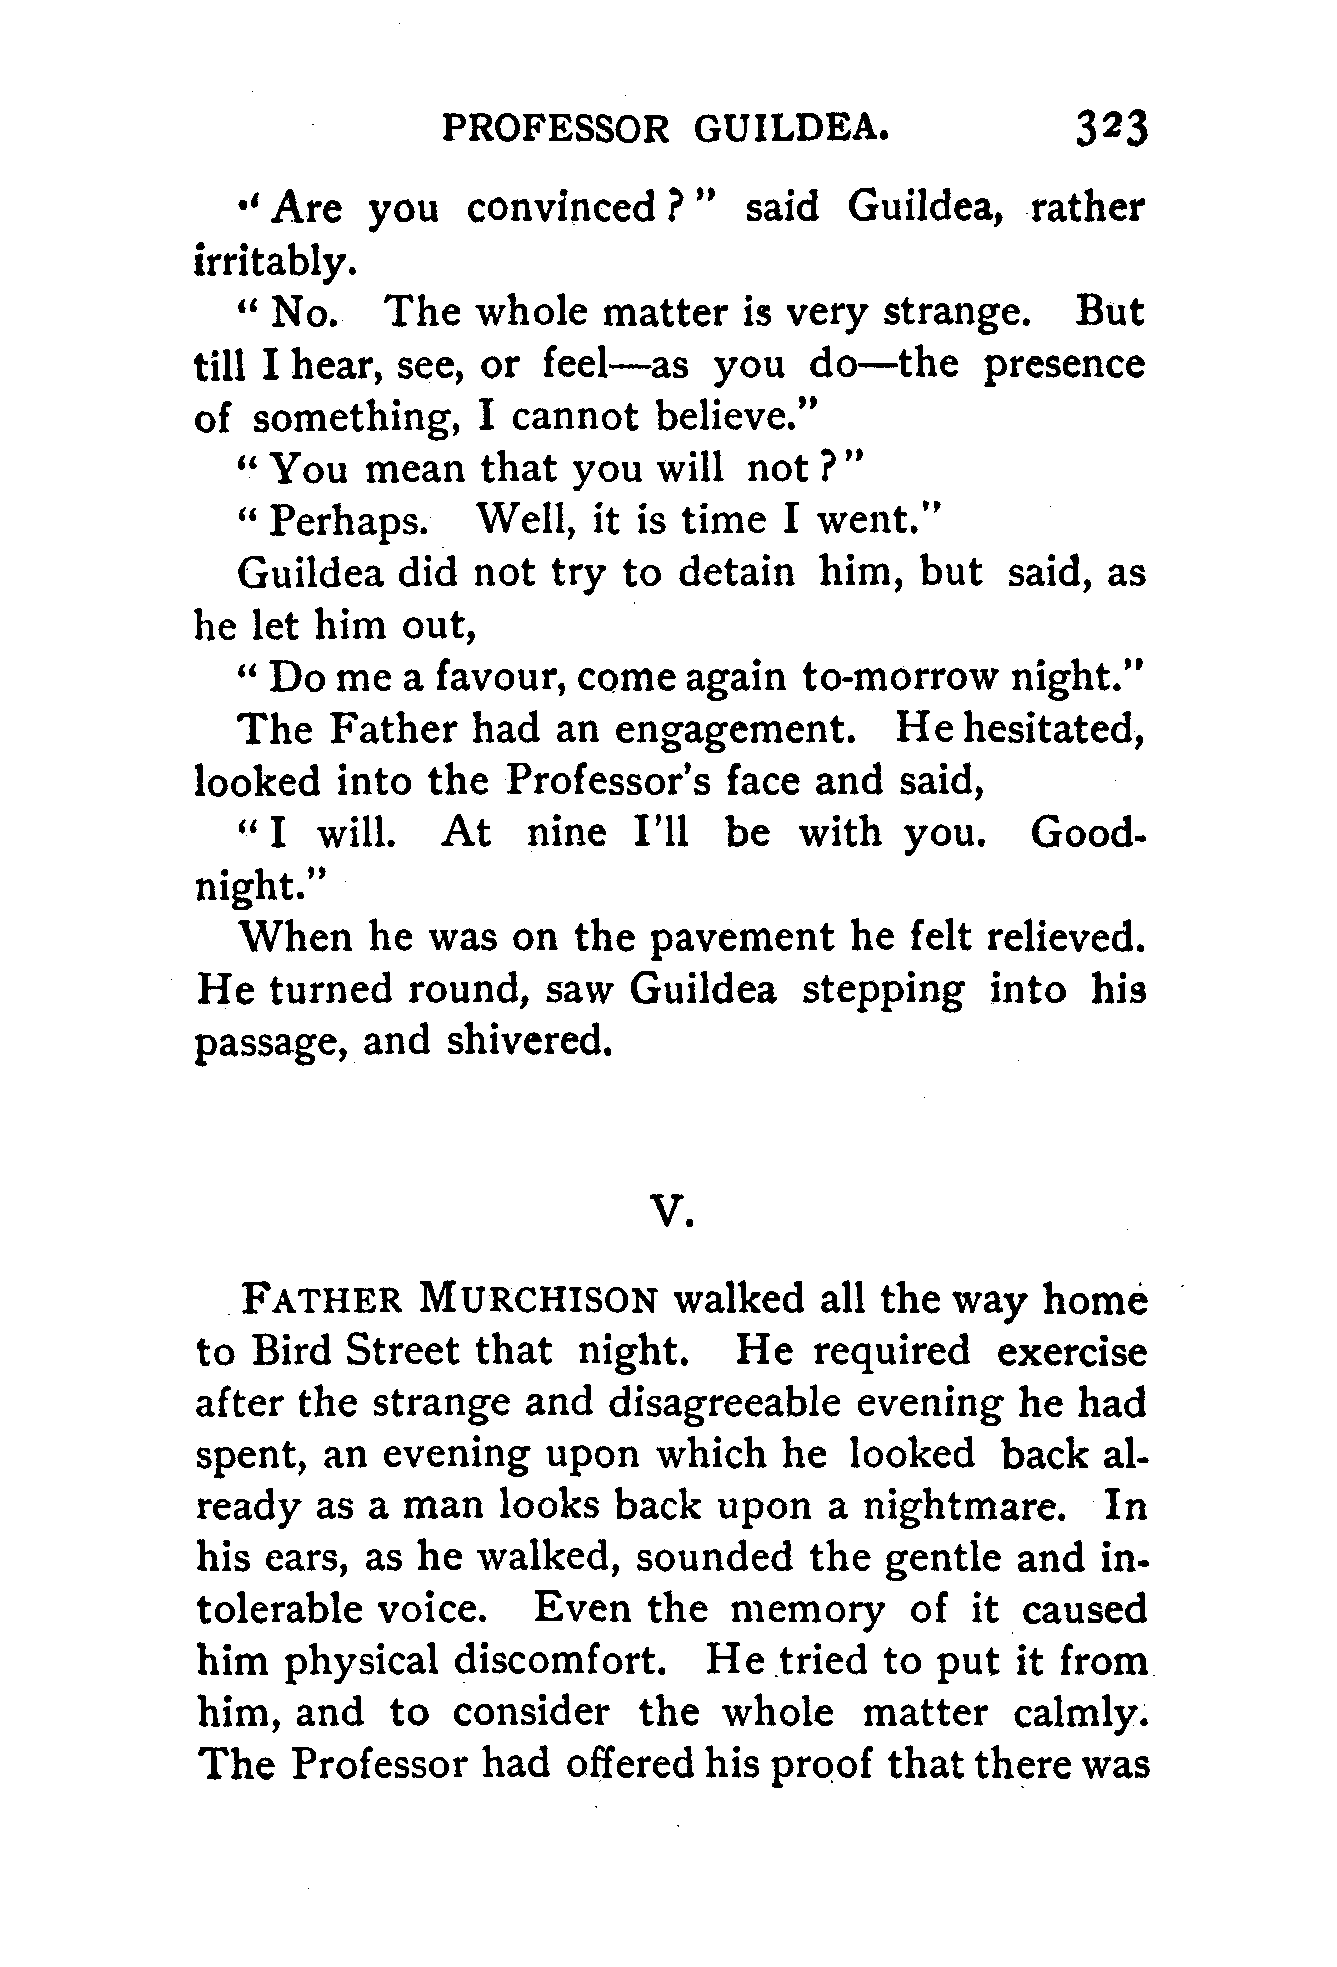 PROFESSOR GUILDEA. 323
“ Are you convinced ? ” said Guildea, rather
irritably.
“ No. The whole matter is very strange. But
till I hear, see, or feel—as you do—the presence
of something, I cannot believe.”
“ You mean that you will not ? ”
“ Perhaps. Well, it is time I went.”
Guildea did not try to detain him, but said, as
he let him out,
“ Do me a favour, come again to-morrow night.”
The Father had an engagement. He hesitated,
looked into the Professor’s face and said,
“ I will. At nine I’ll be with you. Good-
night.”
When he was on the pavement he felt relieved.
He turned round, saw Guildea stepping into his
passage, and shivered.
V.
FATHER MURCHISON walked all the way home
to Bird Street that night. He required exercise
after the strange and disagreeable evening he had
spent, an evening upon which he looked back al-
ready as a man looks back upon a nightmare. In
his ears, as he walked, sounded the gentle and in-
tolerable voice. Even the memory of it caused
him physical discomfort. He tried to put it from
him, and to consider the whole matter calmly.
The Professor had offered his proof that there was